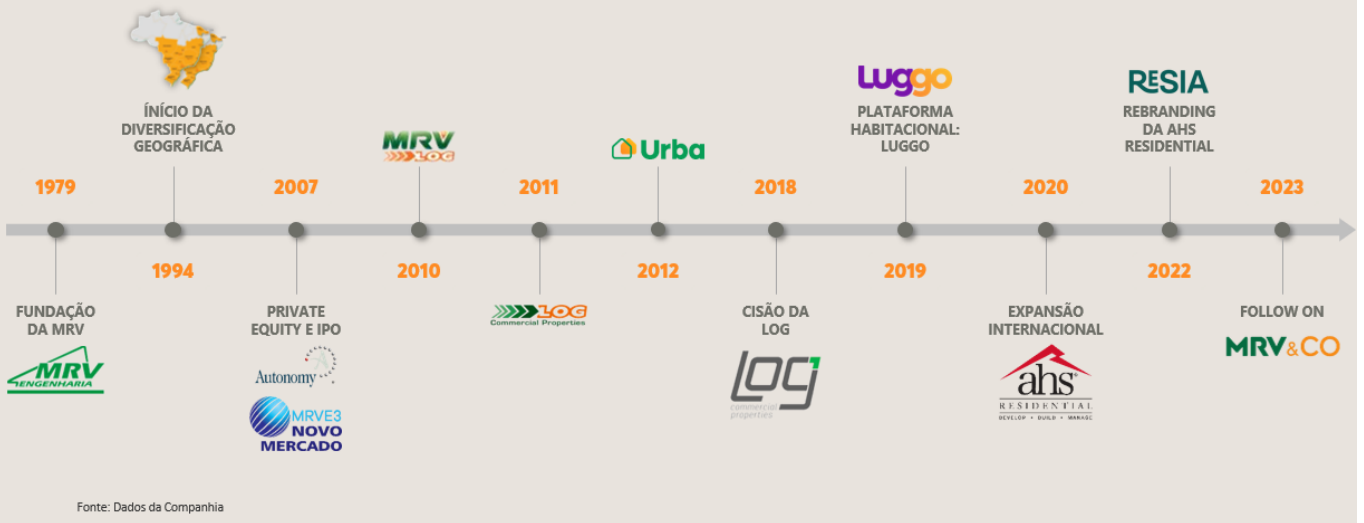 ÍNÍCIO DA
DIVERSIFICAÇÃO
GEOGRÁFICA
MRV
LOG
Urba
Luggo
PLATAFORMA
HABITACIONAL:
LUGGO
RESIA
REBRANDING
DA AHS
RESIDENTIAL
1979
2007
2011
2018
2020
2023
1994
2010
2012
2019
2022
FUNDAÇÃO
DA MRV
MRV
ENGENHARIA
PRIVATE
EQUITY E IPO
Autonomy
MRVE3
NOVO
MERCADO
LOG
Commercial Properties
CISÃO DA
LOG
LOG
commercial
properties
EXPANSÃO
INTERNACIONAL
ahs
RESIDENTIAL
DEVELOP • BUILD • MANAGE
FOLLOW ON
MRV&CO
Fonte: Dados da Companhia